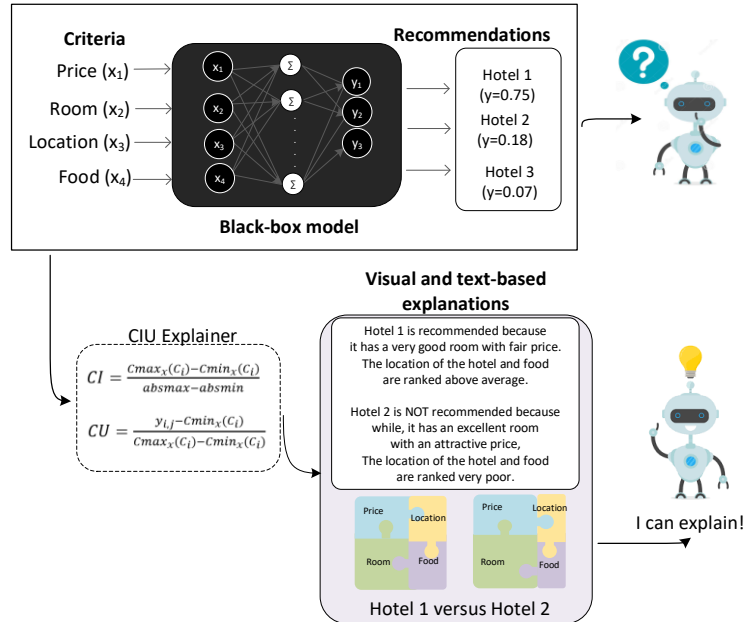 Criteria
Recommendations
Price (x₁)
Room (x₂)
Location (x₃)
Food (x₄)
x₁
x₂
x₃
x₄
Σ
Σ
Σ
y₁
y₂
y₃
Black-box model
Hotel 1
(y=0.75)
Hotel 2
(y=0.18)
Hotel 3
(y=0.07)
?
CIU Explainer
CI = (Cmaxₓ(Cᵢ)−Cminₓ(Cᵢ))/(absmax−absmin)
CU = (yᵢ,ⱼ−Cminₓ(Cᵢ))/(Cmaxₓ(Cᵢ)−Cminₓ(Cᵢ))
Visual and text-based
explanations
Hotel 1 is recommended because
it has a very good room with fair price.
The location of the hotel and food
are ranked above average.
Hotel 2 is NOT recommended because
while, it has an excellent room
with an attractive price,
The location of the hotel and food
are ranked very poor.
Price
Location
Room
Food
Price
Location
Room
Food
Hotel 1 versus Hotel 2
I can explain!